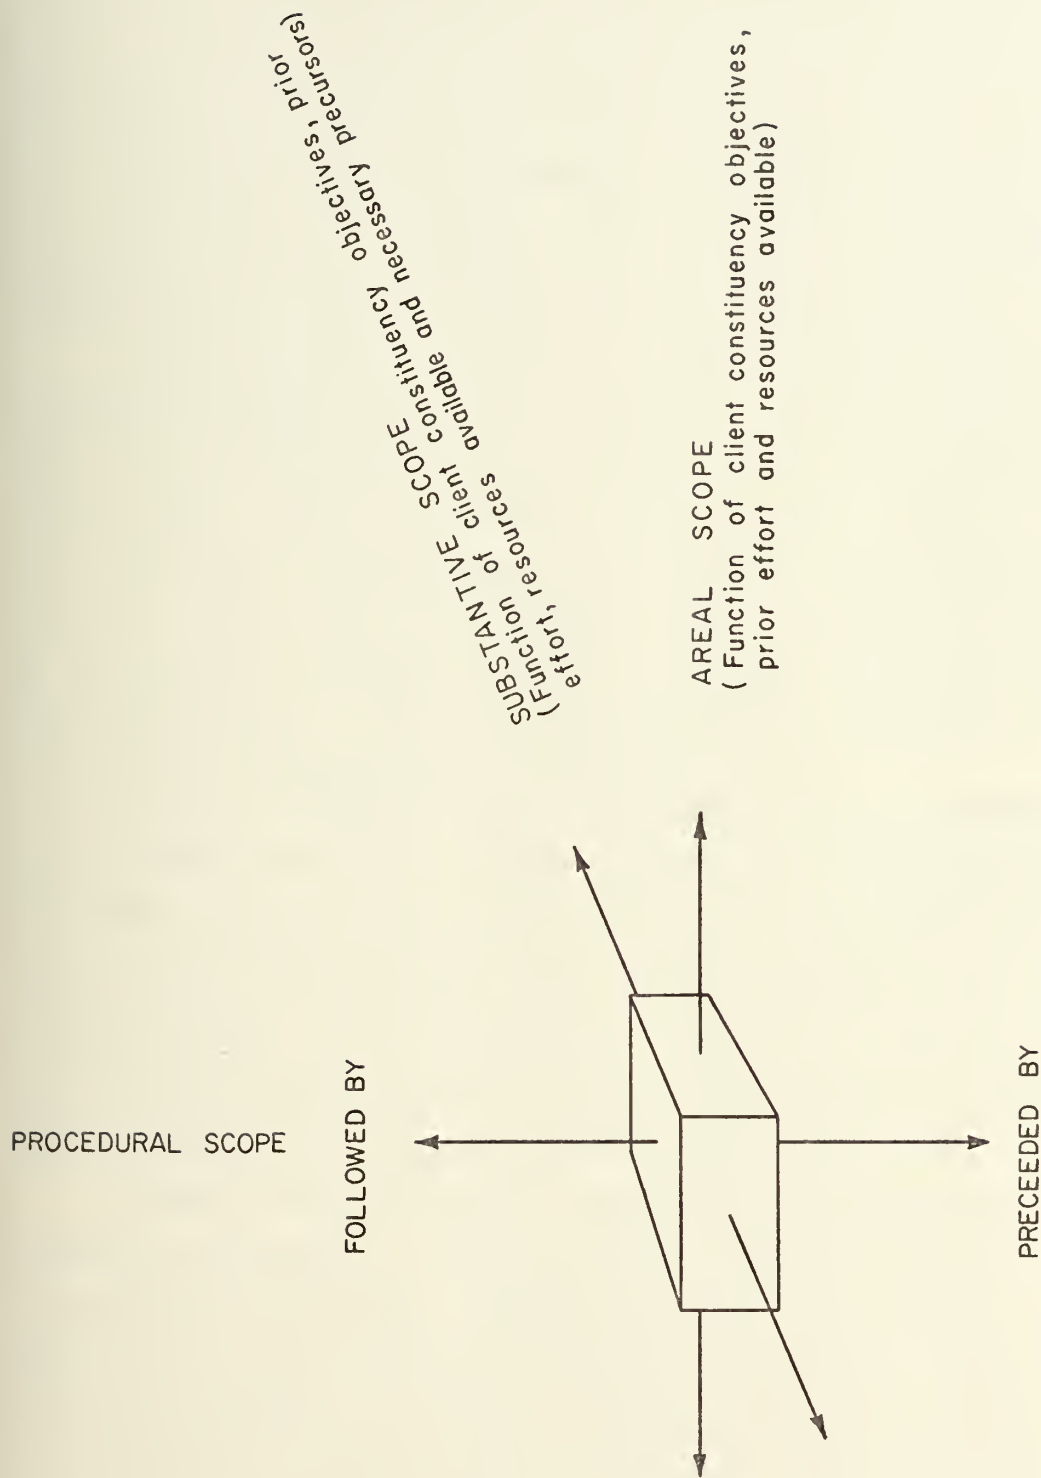 SUBSTANTIVE SCOPE
(Function of client constituency objectives, prior
effort, resources available and necessary precursors)
AREAL SCOPE
(Function of client constituency objectives,
prior effort and resources available)
PROCEDURAL SCOPE
FOLLOWED BY
PRECEEDED BY